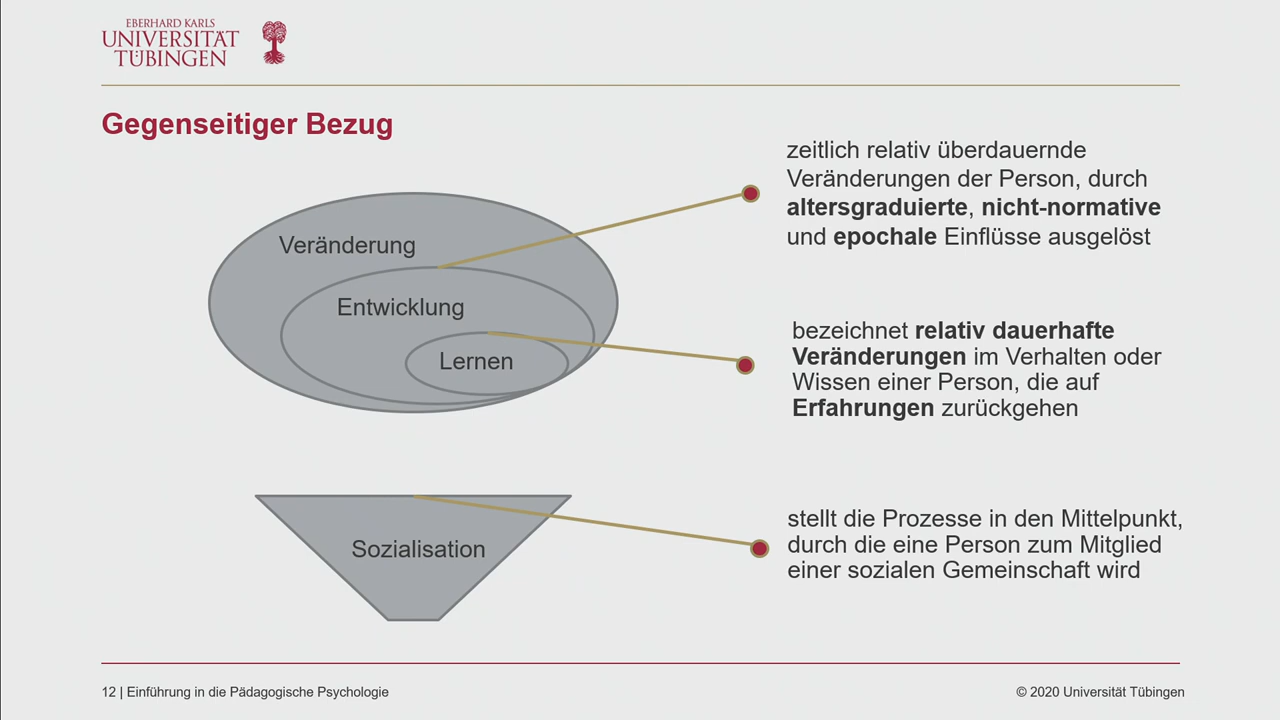 EBERHARD KARLS
UNIVERSITÄT
TÜBINGEN
Gegenseitiger Bezug
zeitlich relativ überdauernde
Veränderungen der Person, durch
altersgraduierte, nicht-normative
und epochale Einflüsse ausgelöst
Veränderung
Entwicklung
Lernen
bezeichnet relativ dauerhafte
Veränderungen im Verhalten oder
Wissen einer Person, die auf
Erfahrungen zurückgehen
Sozialisation
stellt die Prozesse in den Mittelpunkt,
durch die eine Person zum Mitglied
einer sozialen Gemeinschaft wird
12 | Einführung in die Pädagogische Psychologie
© 2020 Universität Tübingen